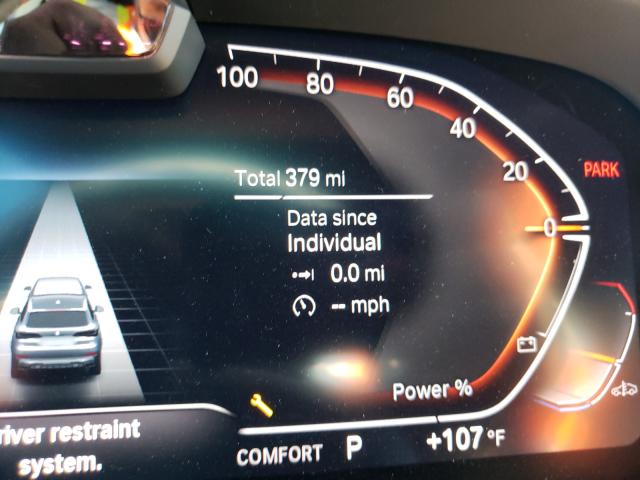 100
80
60
40
20
0
PARK
Total 379 mi
Data since
Individual
0.0 mi
-- mph
Power %
river restraint
system.
COMFORT P +107 °F